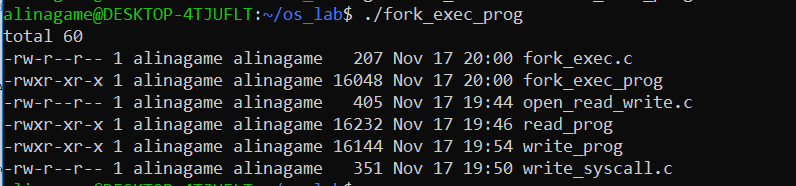 alinagame@DESKTOP-4TJUFLT:~/os_lab$ ./fork_exec_prog
total 60
-rw-r--r-- 1 alinagame alinagame   207 Nov 17 20:00 fork_exec.c
-rwxr-xr-x 1 alinagame alinagame 16048 Nov 17 20:00 fork_exec_prog
-rw-r--r-- 1 alinagame alinagame   405 Nov 17 19:44 open_read_write.c
-rwxr-xr-x 1 alinagame alinagame 16232 Nov 17 19:46 read_prog
-rwxr-xr-x 1 alinagame alinagame 16144 Nov 17 19:54 write_prog
-rw-r--r-- 1 alinagame alinagame   351 Nov 17 19:50 write_syscall.c